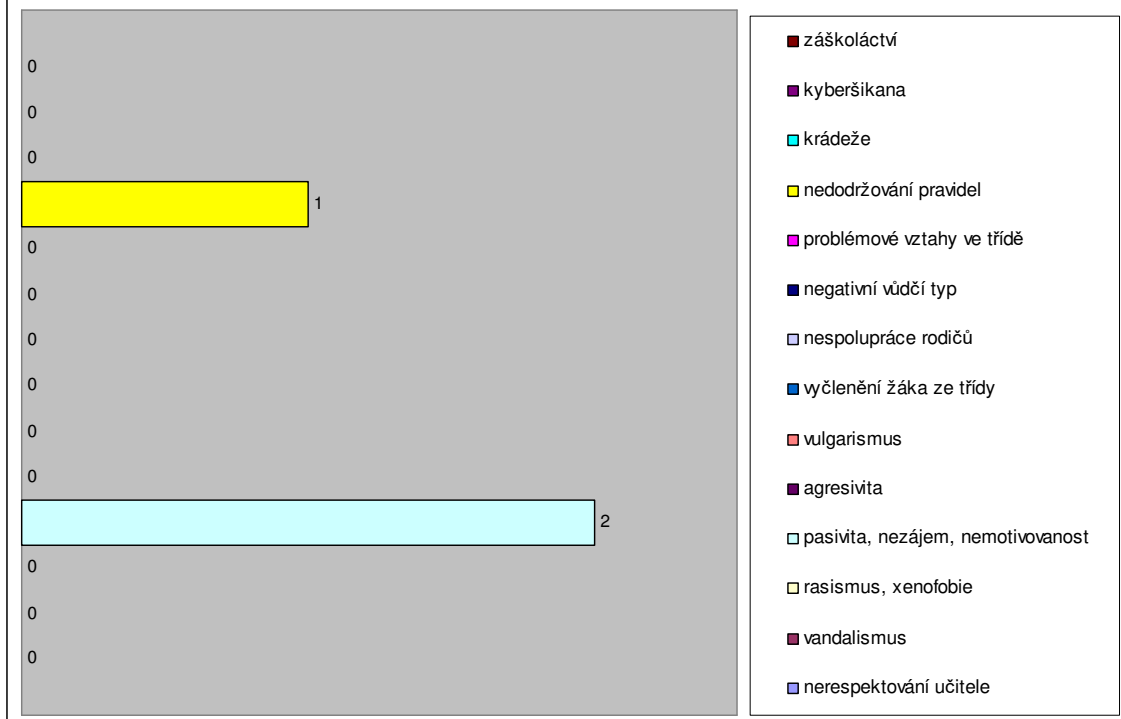 0
0
0
1
0
0
0
0
0
0
2
0
0
0
záškoláctví
kyberšikana
krádeže
nedodržování pravidel
problémové vztahy ve třídě
negativní vůdčí typ
nespolupráce rodičů
vyčlenění žáka ze třídy
vulgarismus
agresivita
pasivita, nezájem, nemotivovanost
rasismus, xenofobie
vandalismus
nerespektování učitele